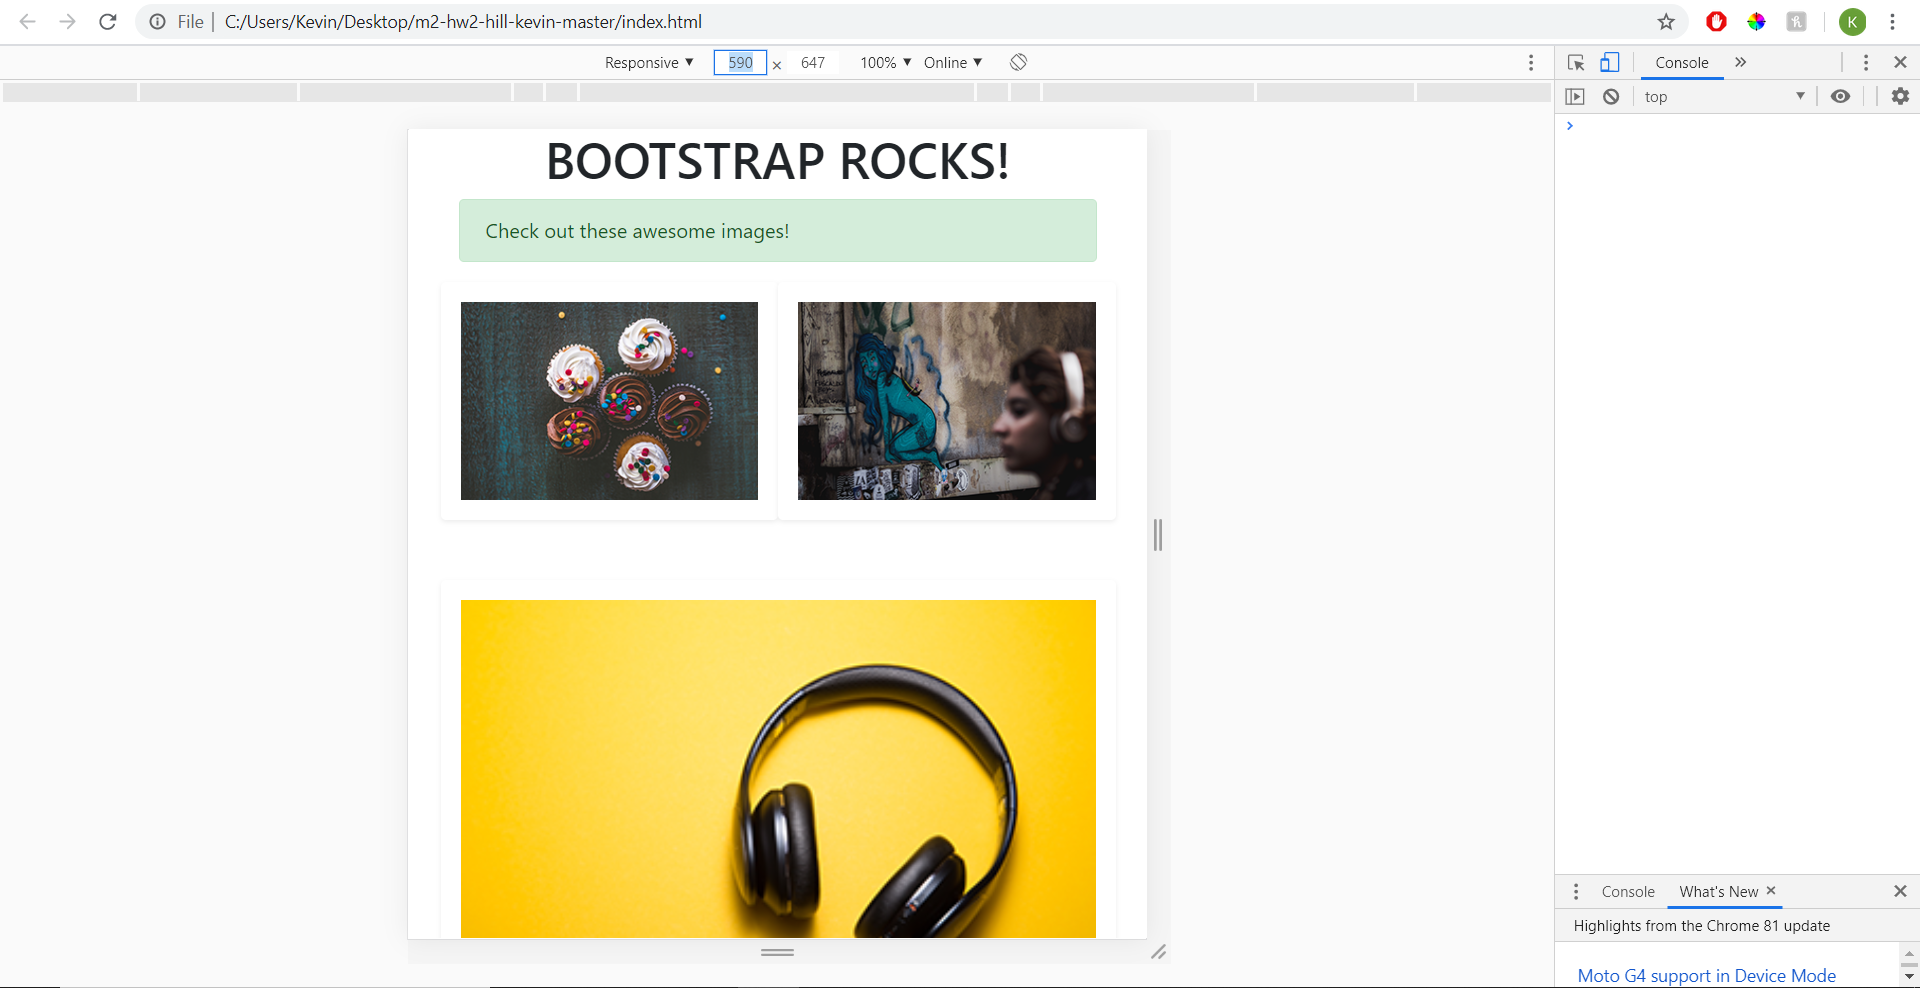 File | C:/Users/Kevin/Desktop/m2-hw2-hill-kevin-master/index.html
K
Responsive ▼ 590 × 647 100% ▼ Online ▼
Console »
top ▼
BOOTSTRAP ROCKS!
Check out these awesome images!
Console What's New ×
Highlights from the Chrome 81 update
Moto G4 support in Device Mode